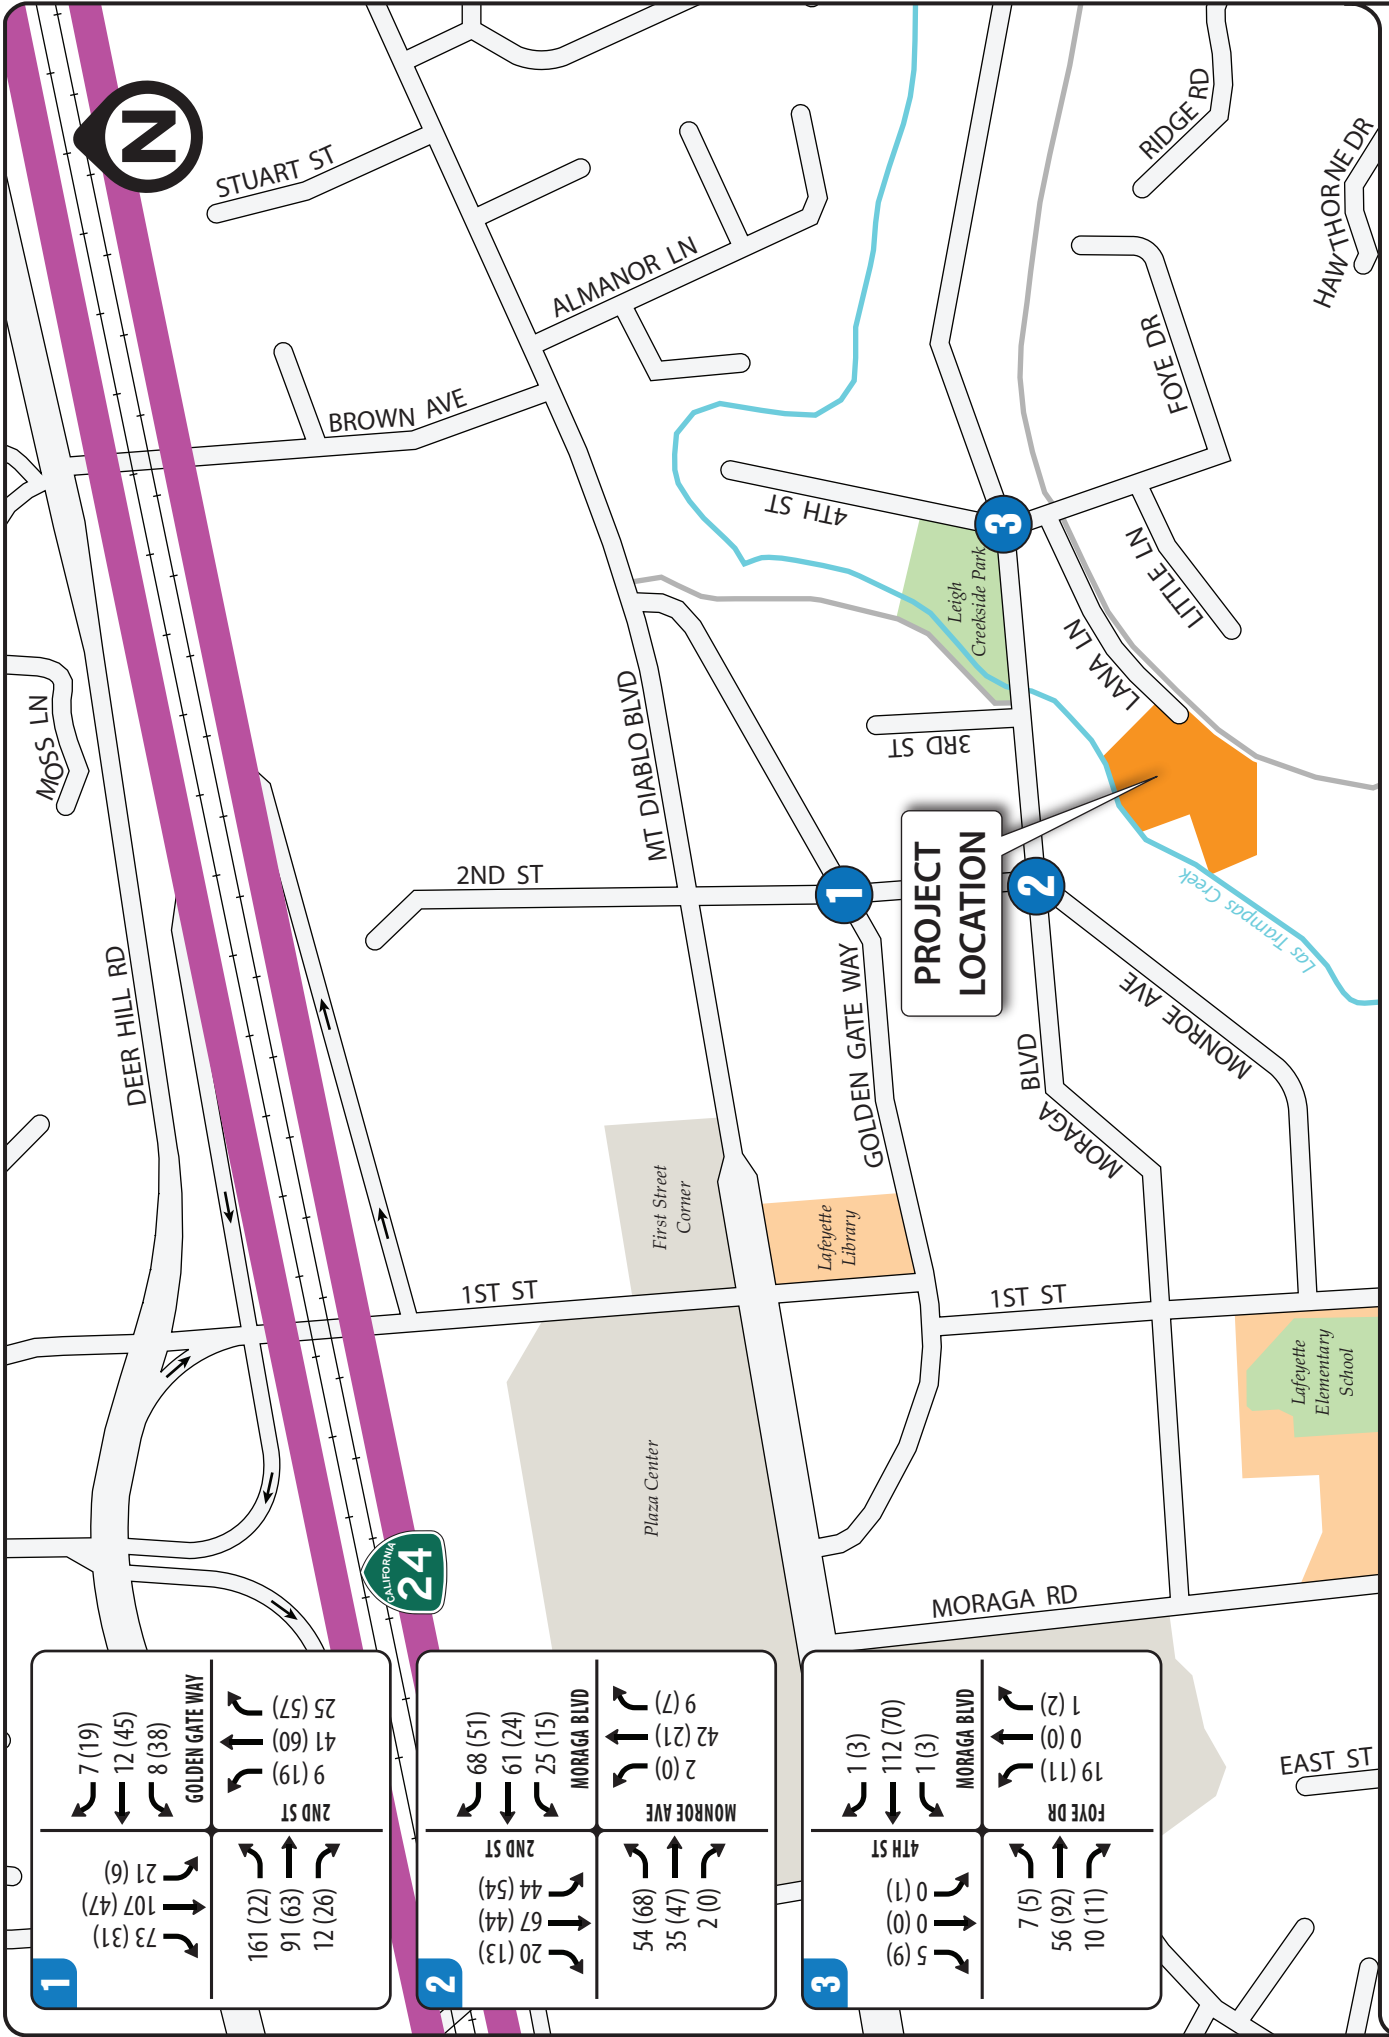 N
STUART ST
RIDGE RD
HAWTHORNE DR
ALMANOR LN
FOYE DR
BROWN AVE
4TH ST
LITTLE LN
LANA LN
Leigh
Creekside Park
3
MOSS LN
MT DIABLO BLVD
3RD ST
2ND ST
1
PROJECT
LOCATION
2
Las Trampas Creek
DEER HILL RD
GOLDEN GATE WAY
MONROE AVE
MORAGA
BLVD
First Street
Corner
Lafeyette
Library
1ST ST
1ST ST
Plaza Center
Lafeyette
Elementary
School
CALIFORNIA
24
MORAGA RD
EAST ST
1
73 (31)
107 (47)
21 (6)
7 (19)
12 (45)
8 (38)
GOLDEN GATE WAY
2ND ST
161 (22)
91 (63)
12 (26)
9 (19)
41 (60)
25 (57)
2
20 (13)
67 (44)
44 (54)
2ND ST
68 (51)
61 (24)
25 (15)
MORAGA BLVD
MONROE AVE
54 (68)
35 (47)
2 (0)
2 (0)
42 (21)
9 (7)
3
5 (9)
0 (0)
0 (1)
4TH ST
1 (3)
112 (70)
1 (3)
MORAGA BLVD
FOYE DR
7 (5)
56 (92)
10 (11)
19 (11)
0 (0)
1 (2)